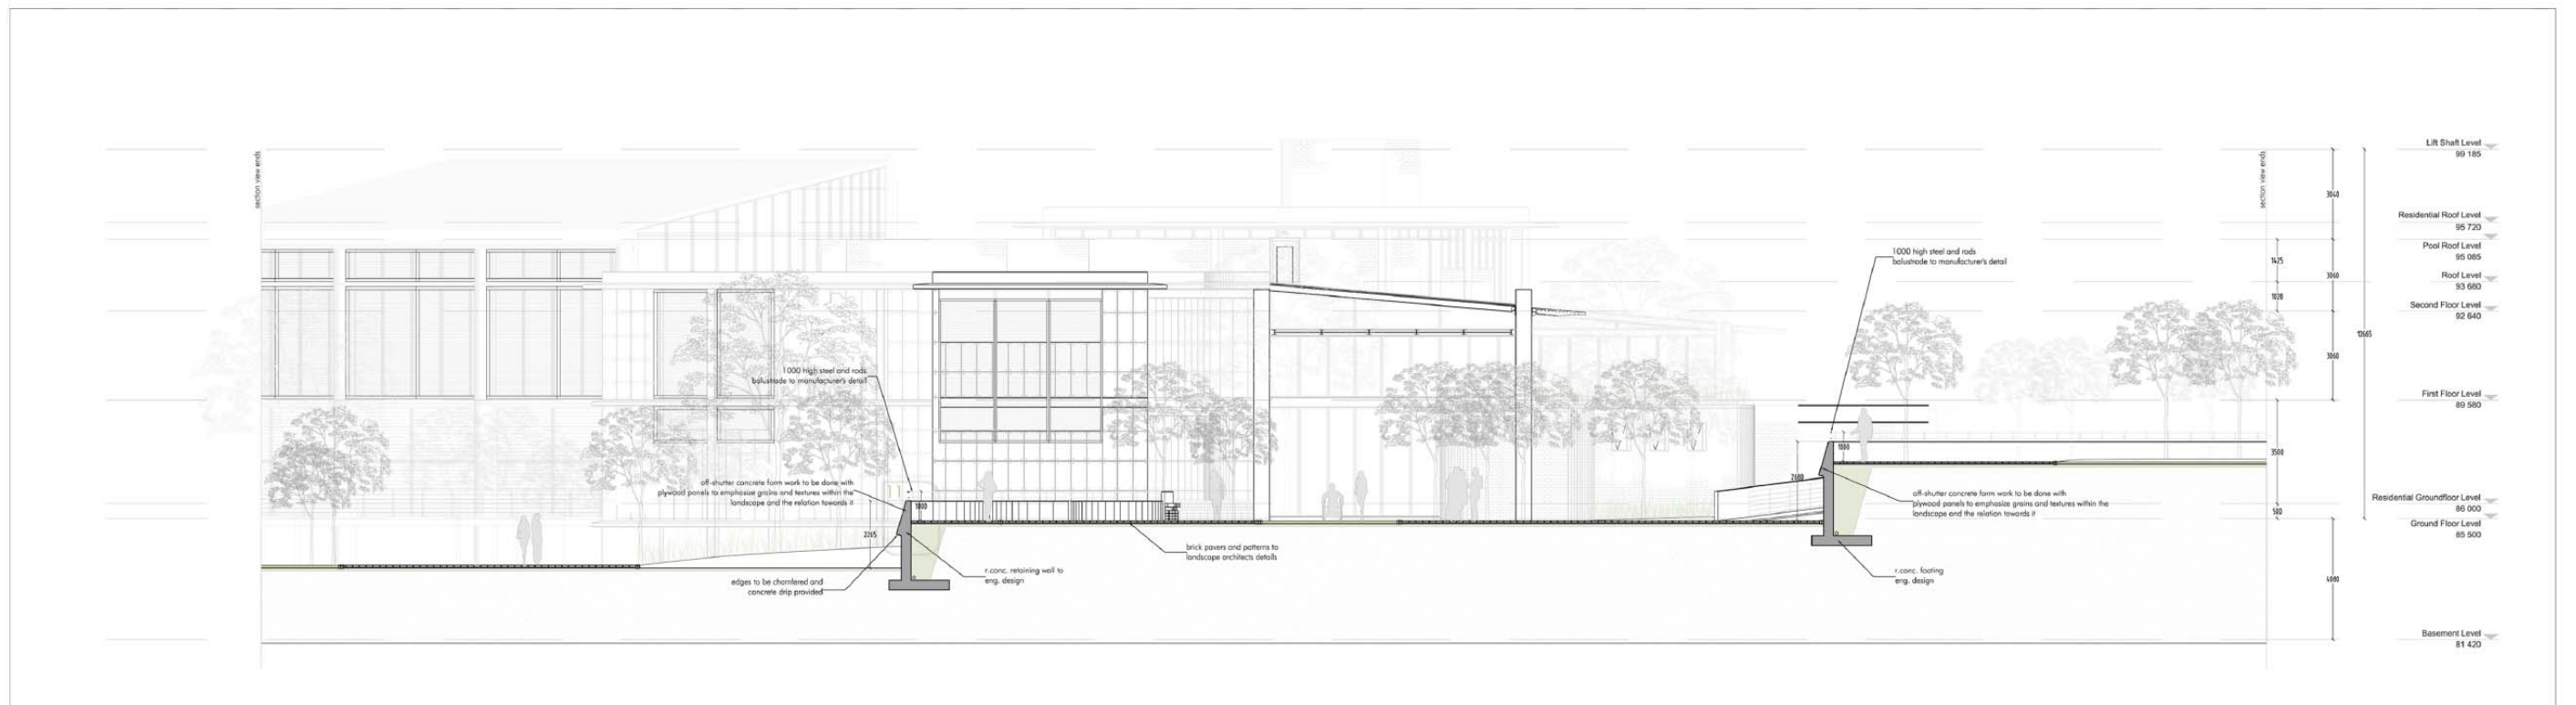 section view ends
section view ends
Lift Shaft Level
99 185
3040
Residential Roof Level
95 720
Pool Roof Level
95 085
1425
3060
Roof Level
93 680
1020
Second Floor Level
92 640
12665
3060
First Floor Level
89 580
3500
Residential Groundfloor Level
86 000
500
Ground Floor Level
85 500
4080
Basement Level
81 420
1000 high steel and rods
balustrade to manufacturer's detail
1000 high steel and rods
balustrade to manufacturer's detail
off-shutter concrete form work to be done with
plywood panels to emphasize grains and textures within the
landscape and the relation towards it
1000
2265
edges to be chamfered and
concrete drip provided
r.conc. retaining wall to
eng. design
brick pavers and patterns to
landscape architects details
1000
off-shutter concrete form work to be done with
plywood panels to emphasize grains and textures within the
landscape and the relation towards it
r.conc. footing
eng. design